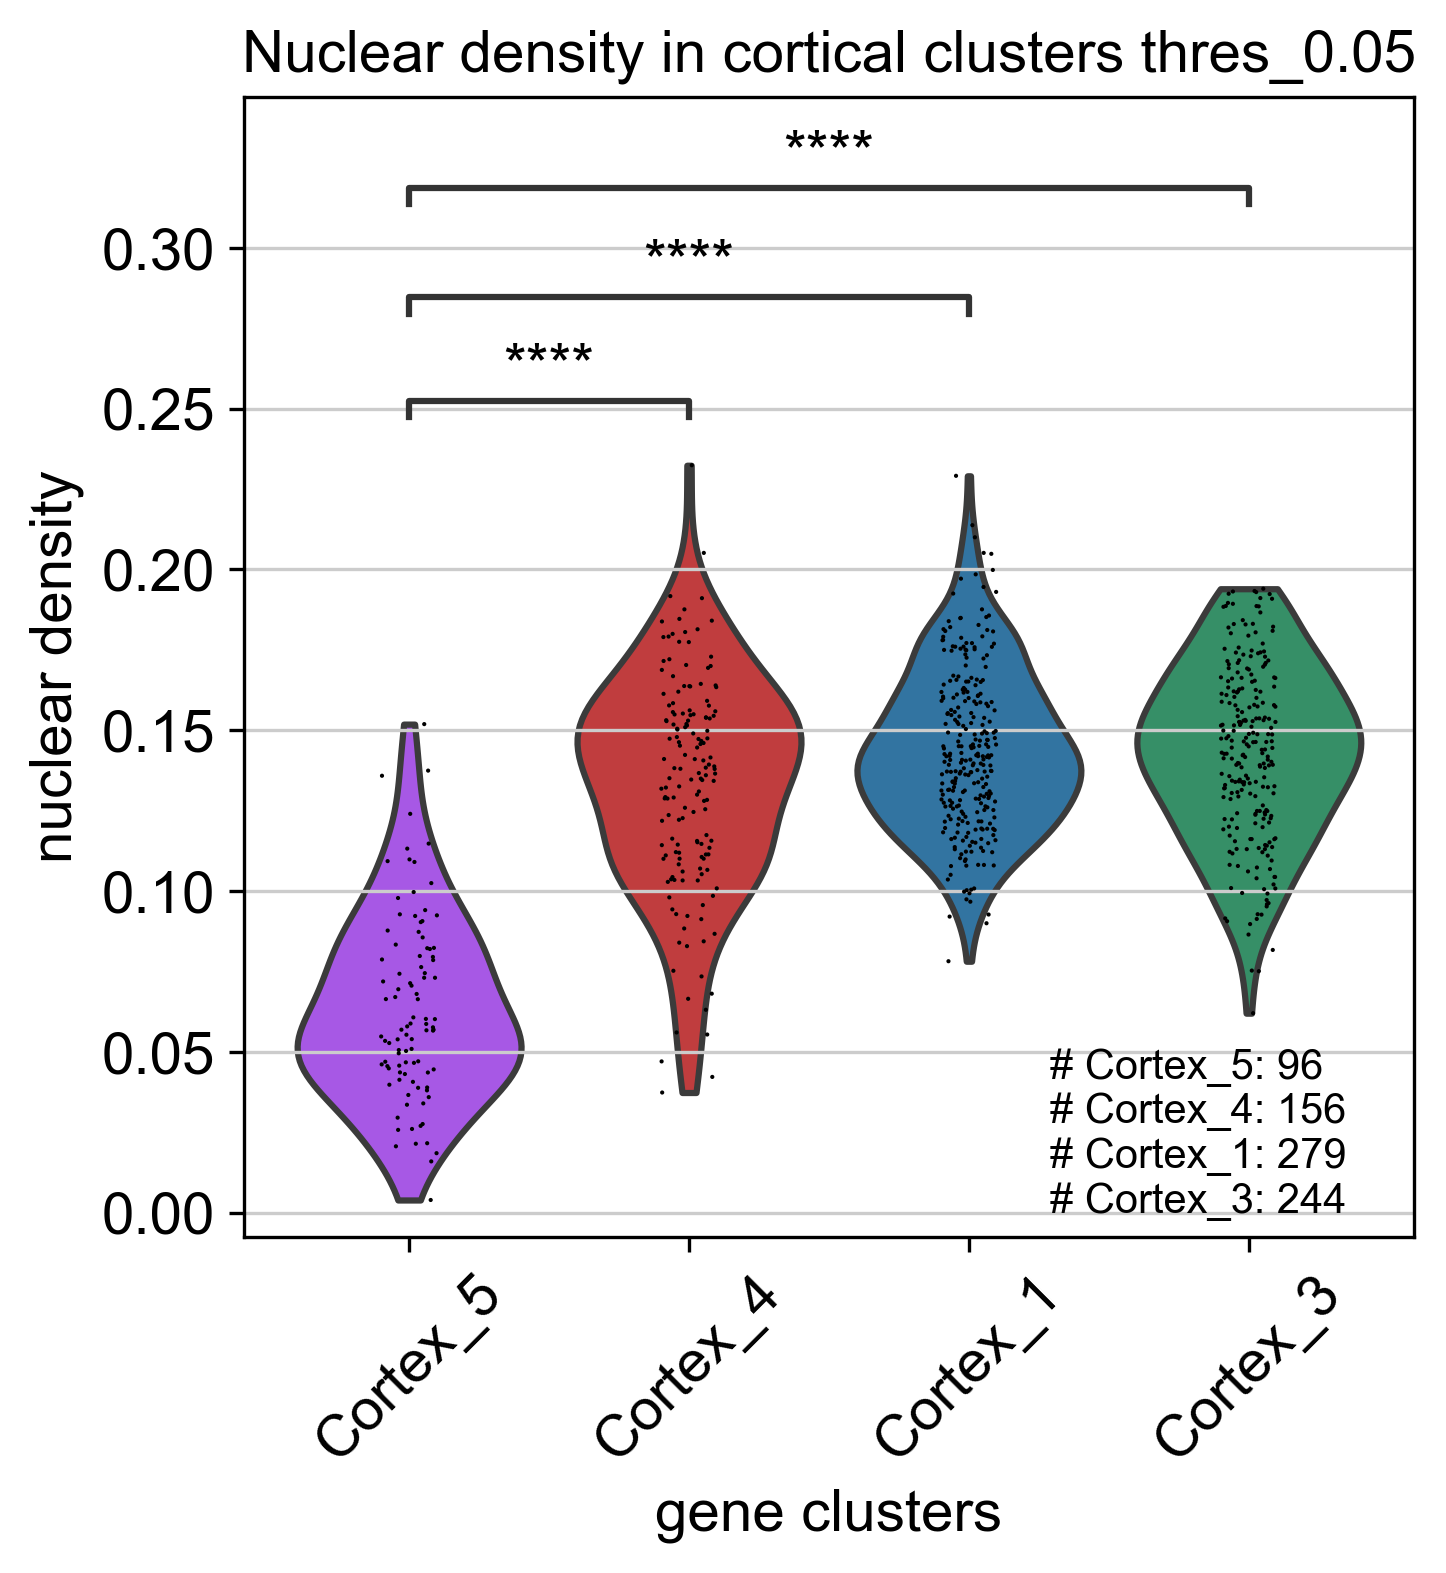 Nuclear density in cortical clusters thres_0.05
****
****
****
0.30
0.25
0.20
0.15
0.10
0.05
0.00
nuclear density
# Cortex_5: 96
# Cortex_4: 156
# Cortex_1: 279
# Cortex_3: 244
Cortex_5
Cortex_4
Cortex_1
Cortex_3
gene clusters